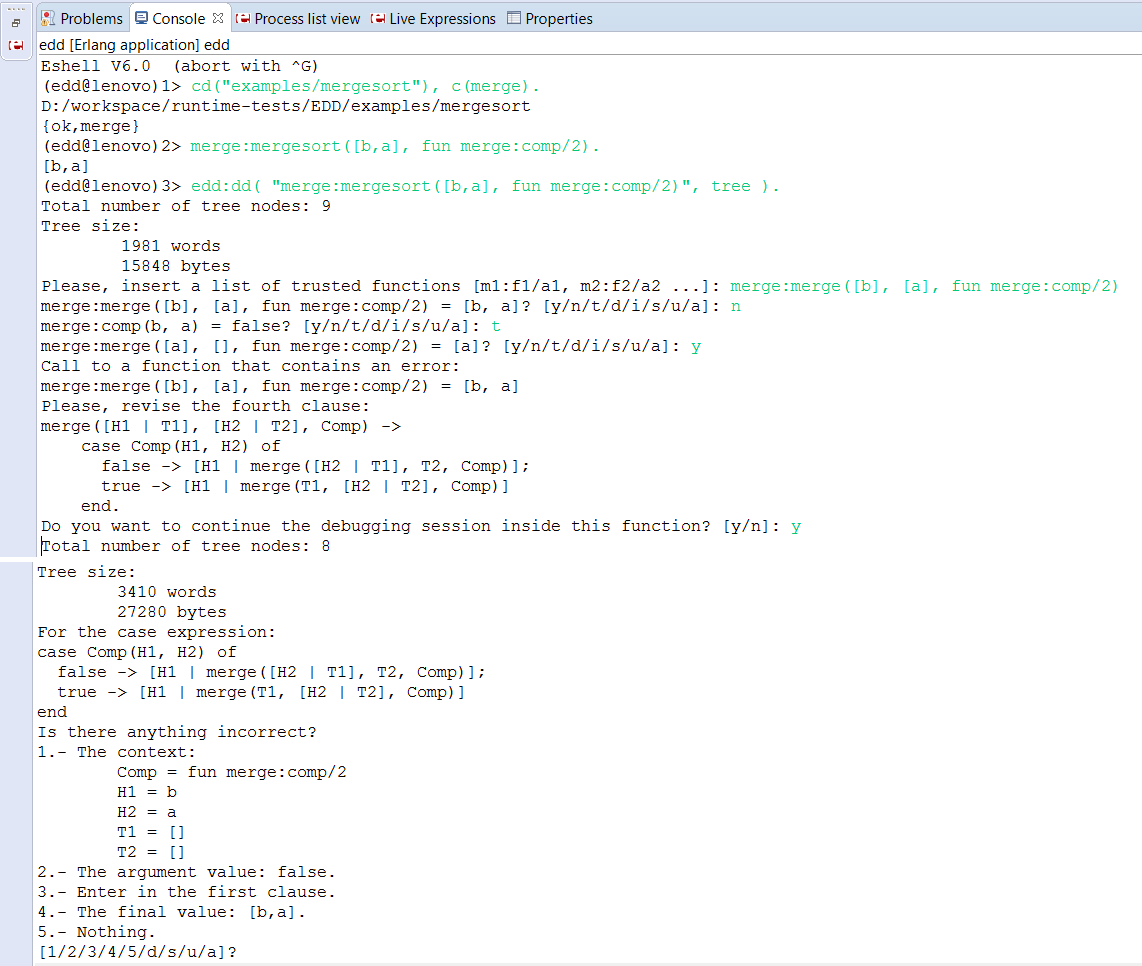 Problems Console Process list view Live Expressions Properties
edd [Erlang application] edd
Eshell V6.0  (abort with ^G)
(edd@lenovo)1> cd("examples/mergesort"), c(merge).
D:/workspace/runtime-tests/EDD/examples/mergesort
{ok,merge}
(edd@lenovo)2> merge:mergesort([b,a], fun merge:comp/2).
[b,a]
(edd@lenovo)3> edd:dd( "merge:mergesort([b,a], fun merge:comp/2)", tree ).
Total number of tree nodes: 9
Tree size:
        1981 words
        15848 bytes
Please, insert a list of trusted functions [m1:f1/a1, m2:f2/a2 ...]: merge:merge([b], [a], fun merge:comp/2)
merge:merge([b], [a], fun merge:comp/2) = [b, a]? [y/n/t/d/i/s/u/a]: n
merge:comp(b, a) = false? [y/n/t/d/i/s/u/a]: t
merge:merge([a], [], fun merge:comp/2) = [a]? [y/n/t/d/i/s/u/a]: y
Call to a function that contains an error:
merge:merge([b], [a], fun merge:comp/2) = [b, a]
Please, revise the fourth clause:
merge([H1 | T1], [H2 | T2], Comp) ->
    case Comp(H1, H2) of
      false -> [H1 | merge([H2 | T1], T2, Comp)];
      true -> [H1 | merge(T1, [H2 | T2], Comp)]
    end.
Do you want to continue the debugging session inside this function? [y/n]: y
Total number of tree nodes: 8
Tree size:
        3410 words
        27280 bytes
For the case expression:
case Comp(H1, H2) of
  false -> [H1 | merge([H2 | T1], T2, Comp)];
  true -> [H1 | merge(T1, [H2 | T2], Comp)]
end
Is there anything incorrect?
1.- The context:
        Comp = fun merge:comp/2
        H1 = b
        H2 = a
        T1 = []
        T2 = []
2.- The argument value: false.
3.- Enter in the first clause.
4.- The final value: [b,a].
5.- Nothing.
[1/2/3/4/5/d/s/u/a]?